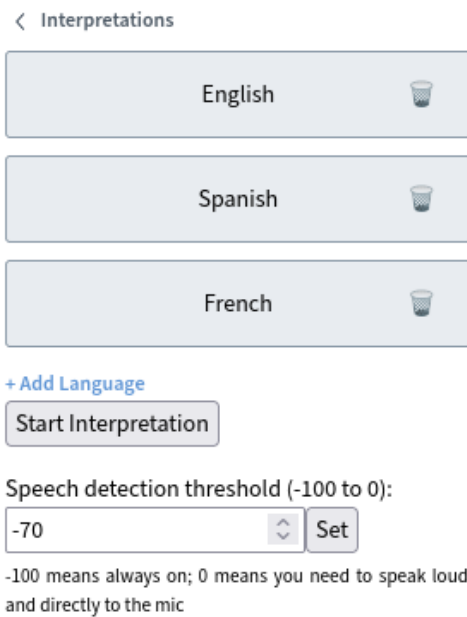 Interpretations
English
Spanish
French
+ Add Language
Start Interpretation
Speech detection threshold (-100 to 0):
-70 Set
-100 means always on; 0 means you need to speak loud
and directly to the mic